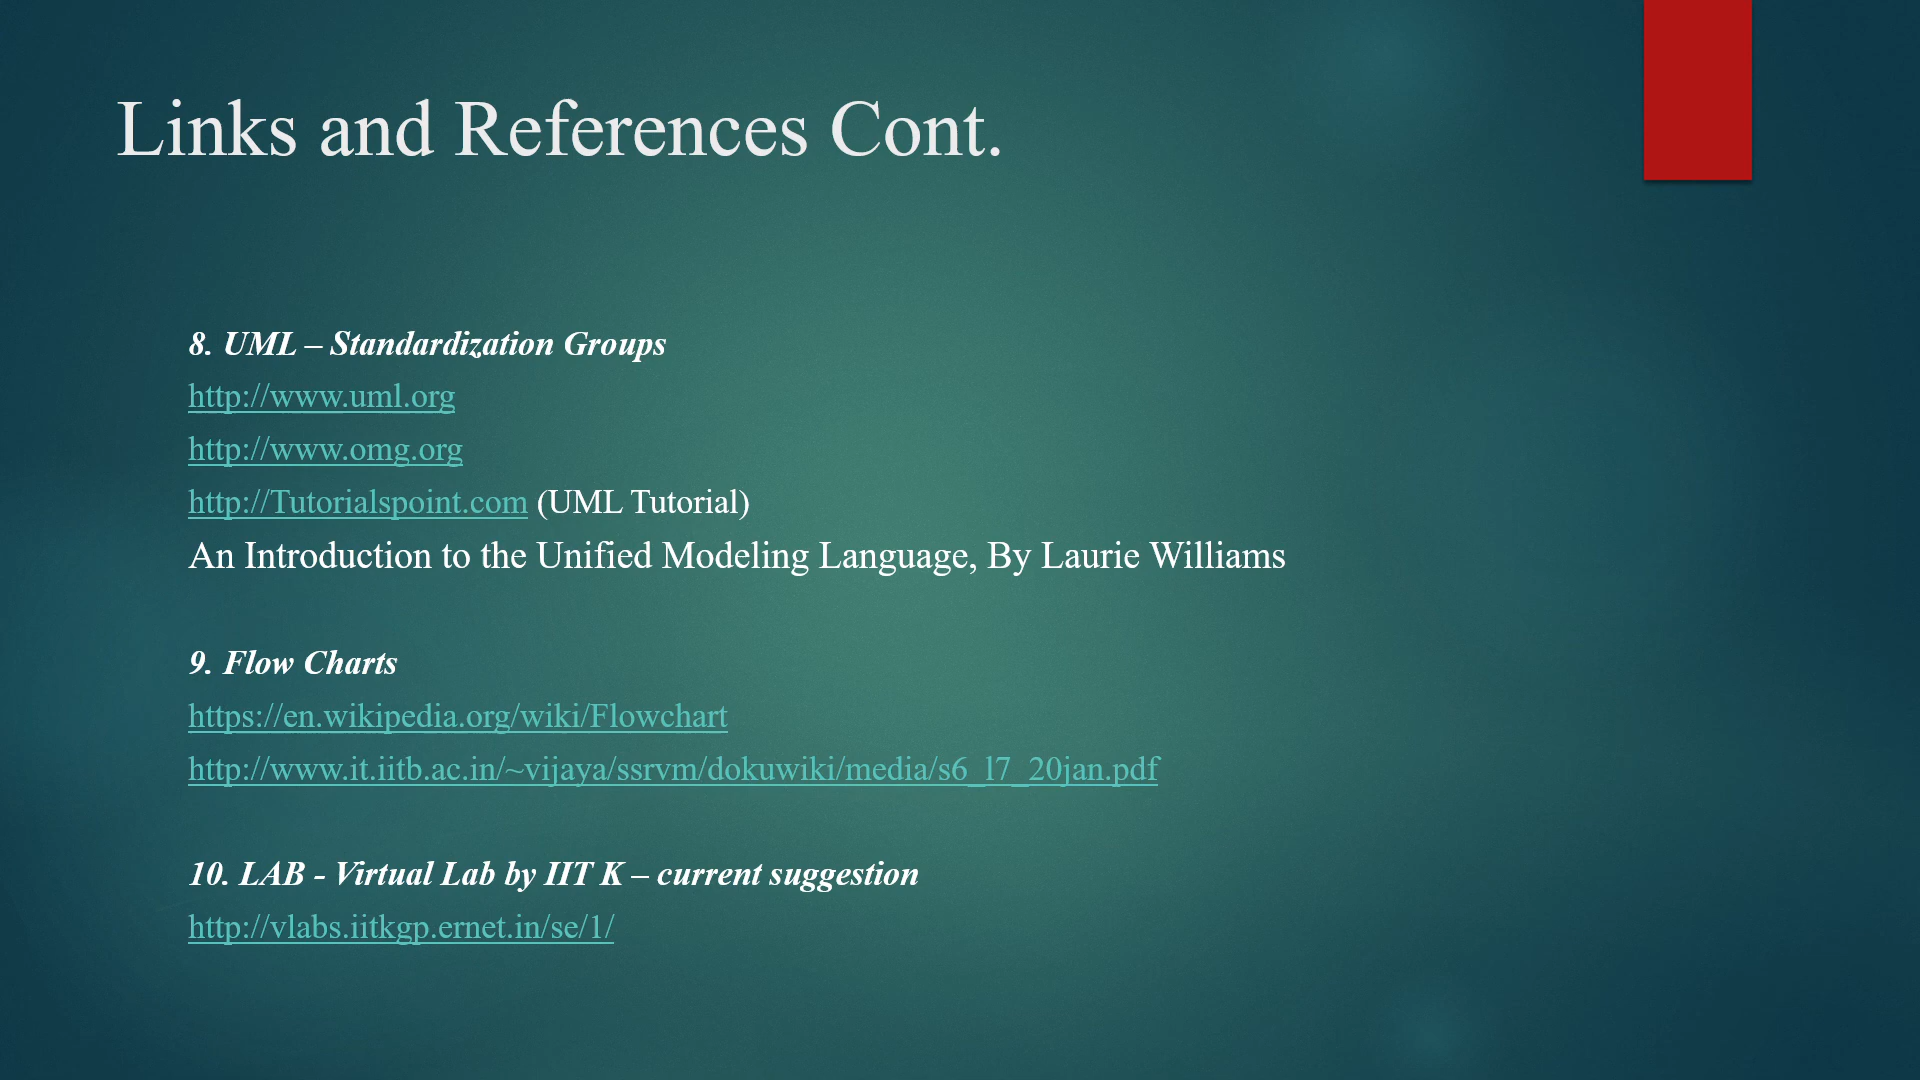 Links and References Cont.
8. UML – Standardization Groups
http://www.uml.org
http://www.omg.org
http://Tutorialspoint.com (UML Tutorial)
An Introduction to the Unified Modeling Language, By Laurie Williams
9. Flow Charts
https://en.wikipedia.org/wiki/Flowchart
http://www.it.iitb.ac.in/~vijaya/ssrvm/dokuwiki/media/s6_l7_20jan.pdf
10. LAB - Virtual Lab by IIT K – current suggestion
http://vlabs.iitkgp.ernet.in/se/1/